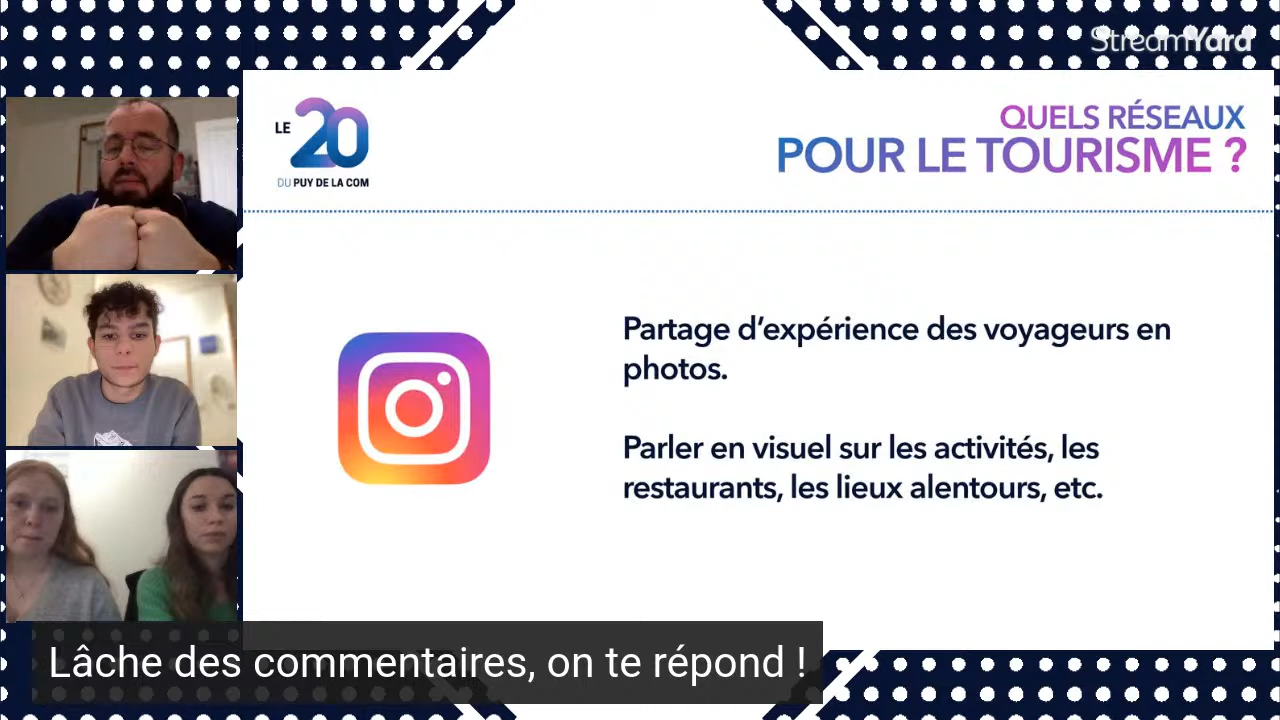 StreamYard
LE 20
DU PUY DE LA COM
QUELS RÉSEAUX
POUR LE TOURISME ?
Partage d’expérience des voyageurs en
photos.
Parler en visuel sur les activités, les
restaurants, les lieux alentours, etc.
Lâche des commentaires, on te répond !